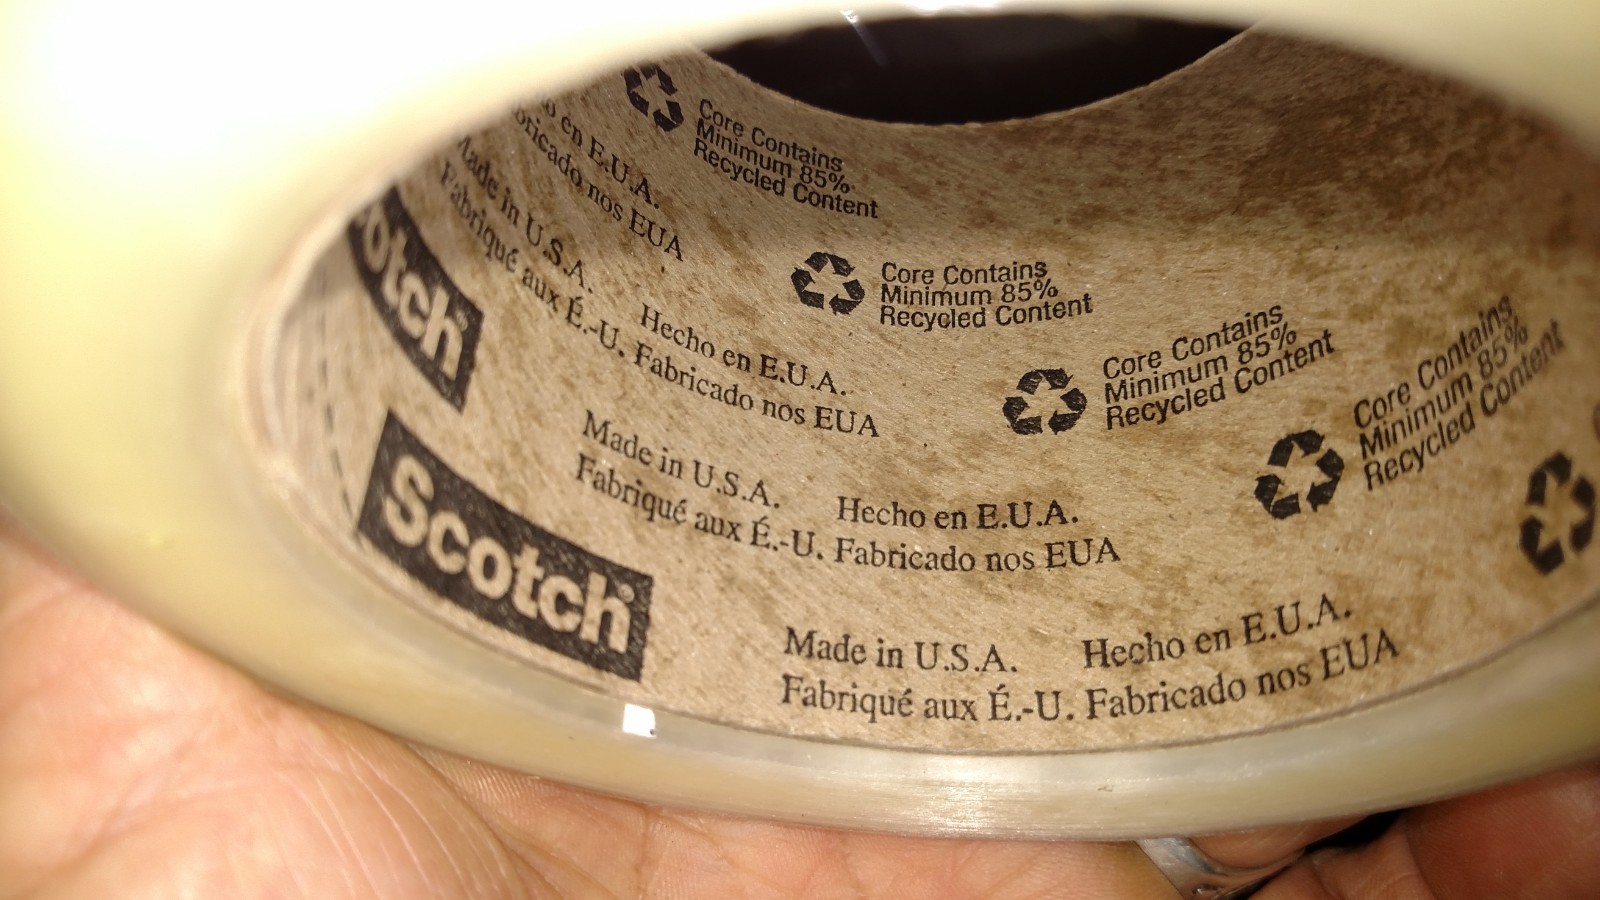 Core Contains
Minimum 85%
Recycled Content
en E.U.A.
nos EUA
Made in U.S.A. Hecho en E.U.A.
Fabriqué aux É.-U. Fabricado nos EUA
Scotch
Core Contains
Minimum 85%
Recycled Content
Made in U.S.A. Hecho en E.U.A.
Fabriqué aux É.-U. Fabricado nos EUA
Scotch
Core Contains
Minimum 85%
Recycled Content
Made in U.S.A. Hecho en E.U.A.
Fabriqué aux É.-U. Fabricado nos EUA
Core Contains
Minimum 85%
Recycled Content